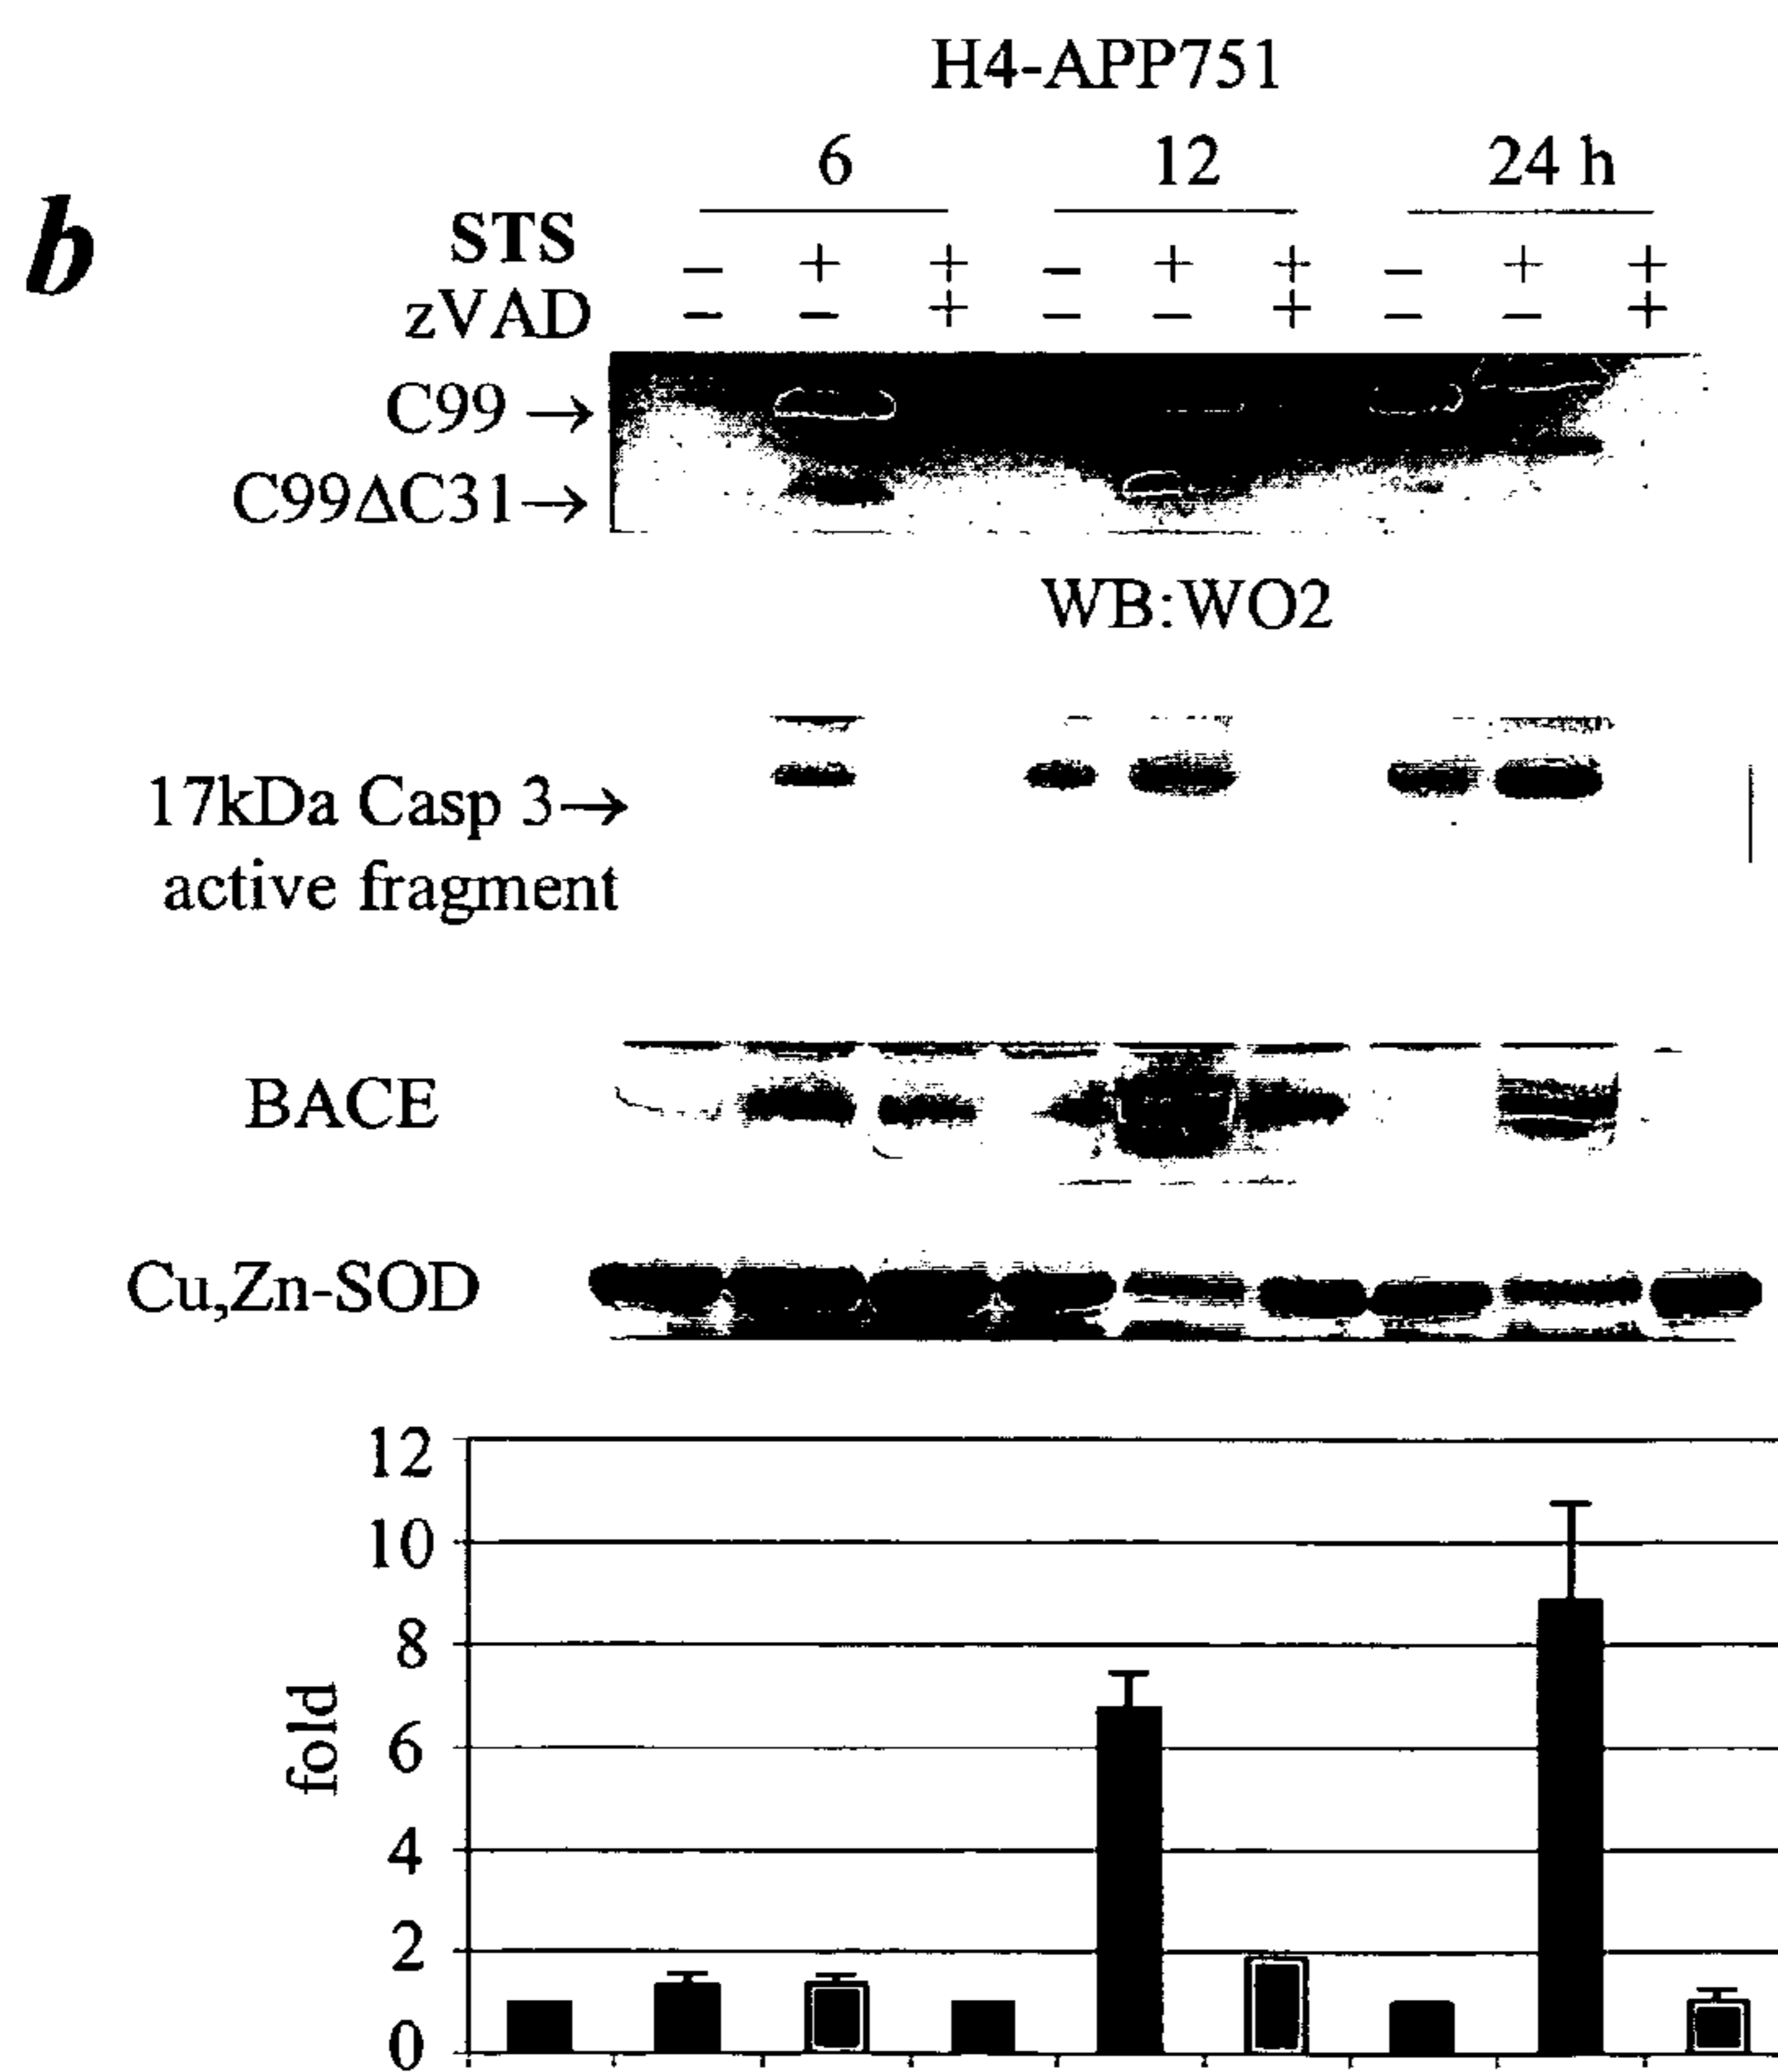 H4-APP751
6 12 24 h
b
STS − + + − + + − + +
zVAD − − + − − + − − +
C99 →
C99ΔC31→
WB:WO2
17kDa Casp 3→
active fragment
BACE
Cu,Zn-SOD
12
10
8
6
4
2
0
fold